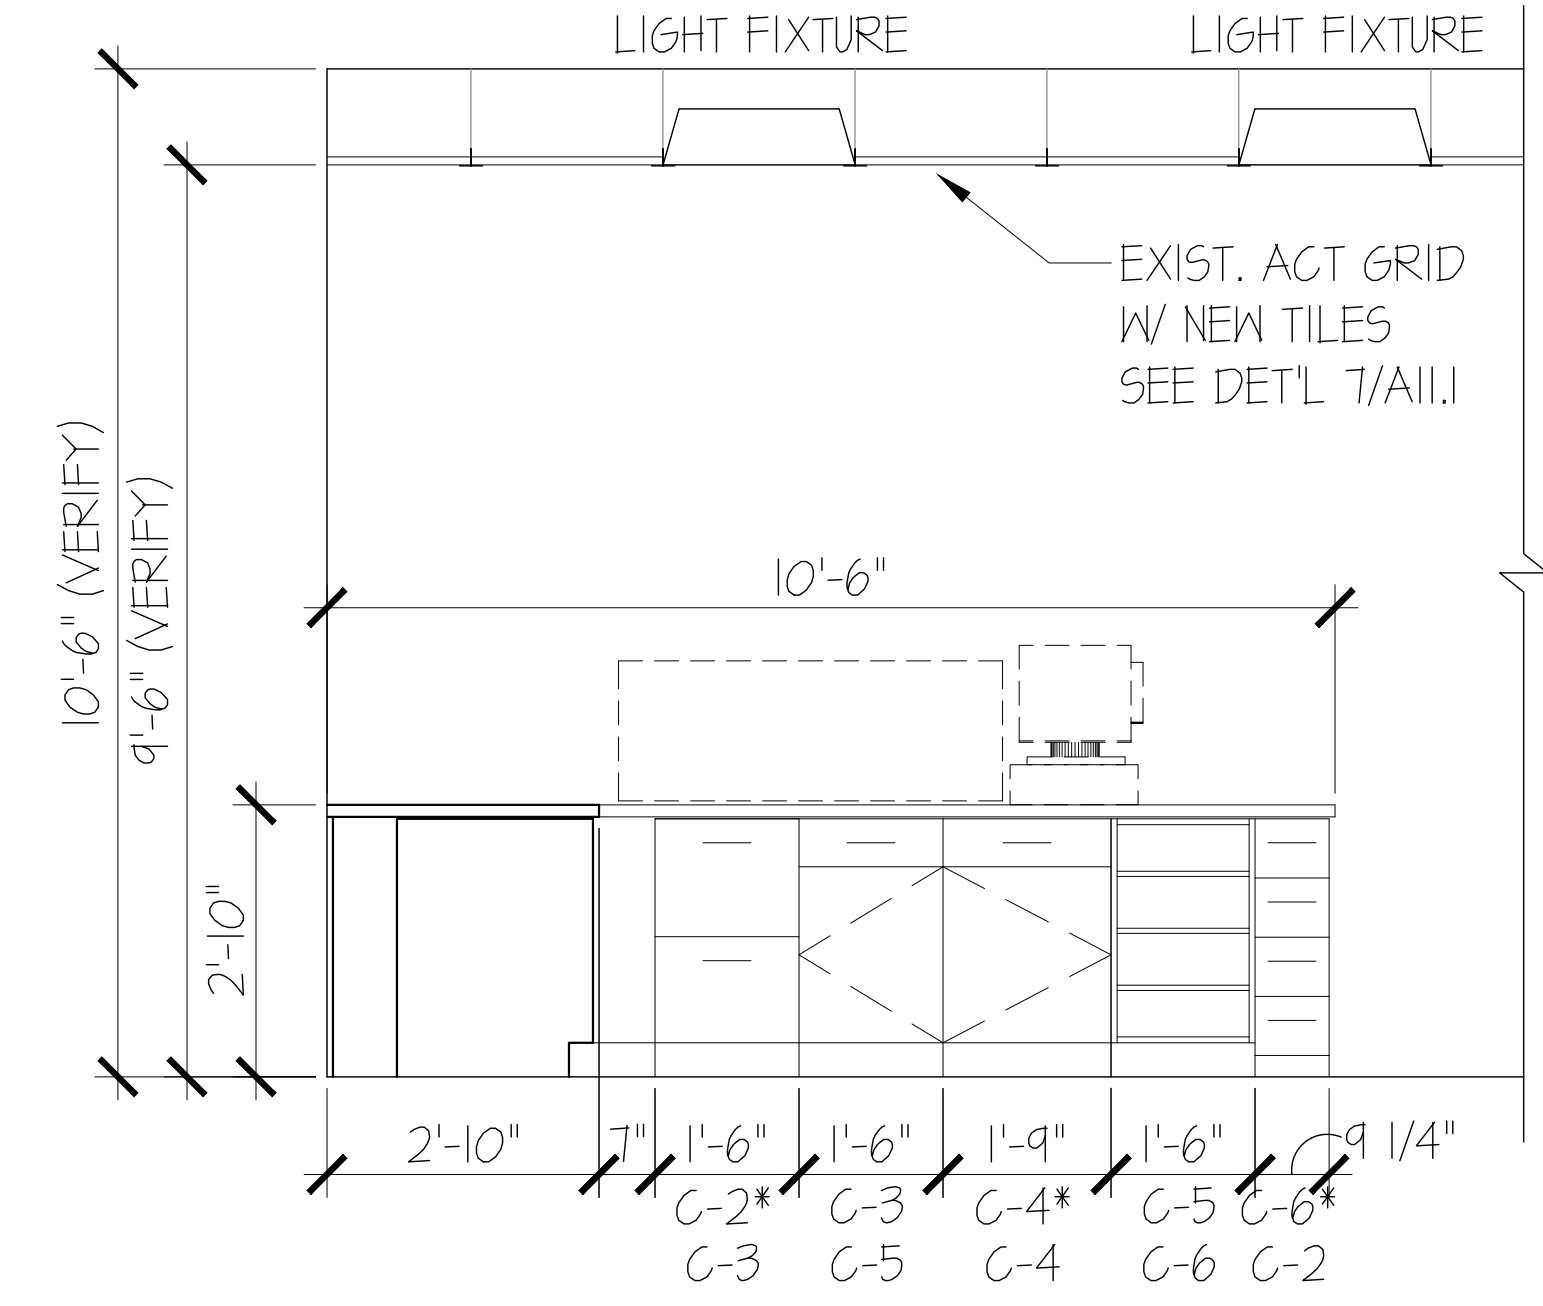 LIGHT FIXTURE
LIGHT FIXTURE
EXIST. ACT GRID
W/ NEW TILES
SEE DET'L 7/A11.1
10'-6" (VERIFY)
9'-6" (VERIFY)
10'-6"
2'-10"
2'-10"
7"
1'-6"
1'-6"
1'-9"
1'-6"
9 1/4"
C-2*
C-3
C-4*
C-5
C-6*
C-3
C-5
C-4
C-6
C-2